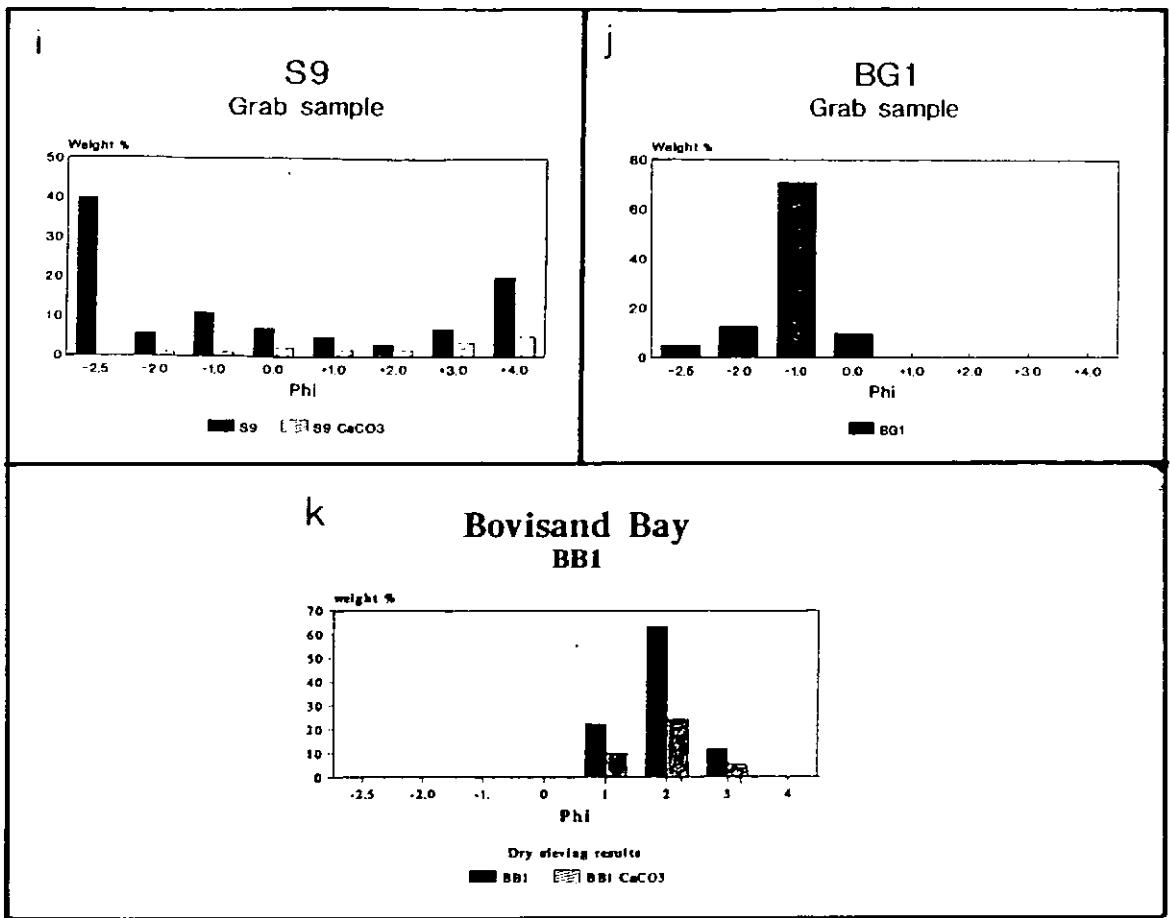 i
S9
Grab sample
Weight %
50
40
30
20
10
0
-2.5 -2.0 -1.0 0.0 +1.0 +2.0 +3.0 +4.0
Phi
S9 S9 CaCO3
j
BG1
Grab sample
Weight %
80
60
40
20
0
-2.5 -2.0 -1.0 0.0 +1.0 +2.0 +3.0 +4.0
Phi
BG1
k
Bovisand Bay
BB1
weight %
70
60
50
40
30
20
10
0
-2.5 -2.0 -1. 0 1 2 3 4
Phi
Dry sieving results
BB1 BB1 CaCO3